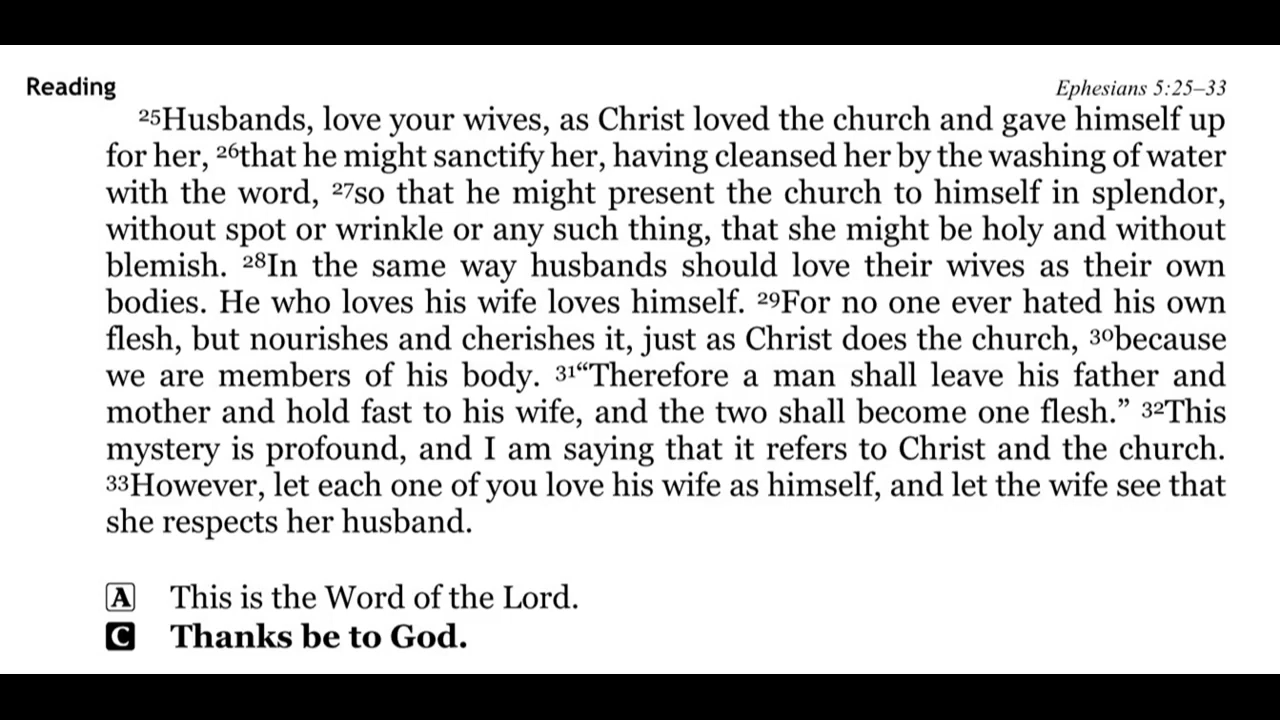 Reading
Ephesians 5:25–33
25Husbands, love your wives, as Christ loved the church and gave himself up
for her, 26that he might sanctify her, having cleansed her by the washing of water
with the word, 27so that he might present the church to himself in splendor,
without spot or wrinkle or any such thing, that she might be holy and without
blemish. 28In the same way husbands should love their wives as their own
bodies. He who loves his wife loves himself. 29For no one ever hated his own
flesh, but nourishes and cherishes it, just as Christ does the church, 30because
we are members of his body. 31“Therefore a man shall leave his father and
mother and hold fast to his wife, and the two shall become one flesh.” 32This
mystery is profound, and I am saying that it refers to Christ and the church.
33However, let each one of you love his wife as himself, and let the wife see that
she respects her husband.
A This is the Word of the Lord.
C Thanks be to God.